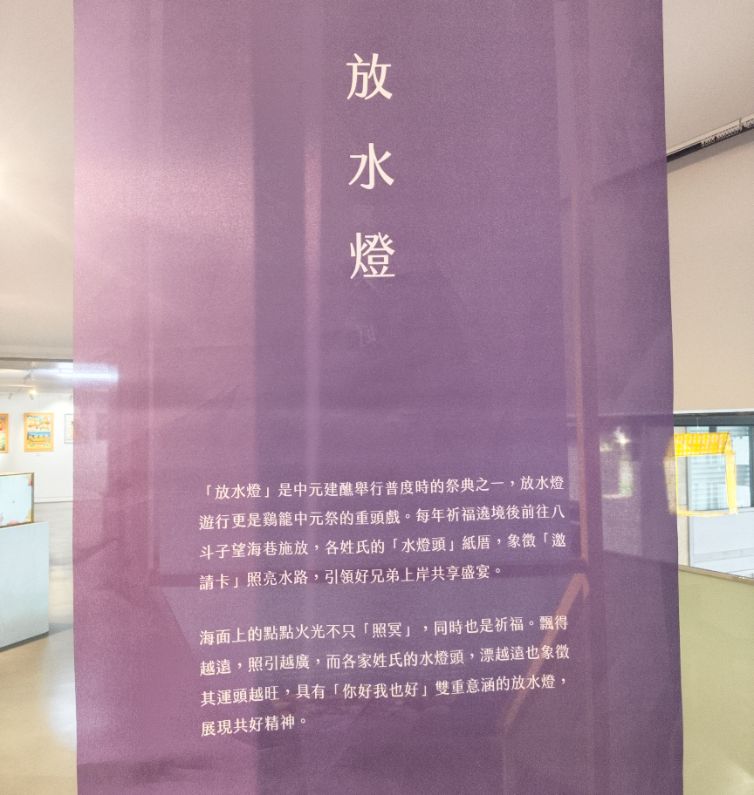 放水燈
「放水燈」是中元建醮舉行普度時的祭典之一，放水燈
遊行更是鷄籠中元祭的重頭戲。每年祈福遶境後前往八
斗子望海巷施放，各姓氏的「水燈頭」紙厝，象徵「邀
請卡」照亮水路，引領好兄弟上岸共享盛宴。
海面上的點點火光不只「照冥」，同時也是祈福。飄得
越遠，照引越廣，而各家姓氏的水燈頭，漂越遠也象徵
其運頭越旺，具有「你好我也好」雙重意涵的放水燈，
展現共好精神。